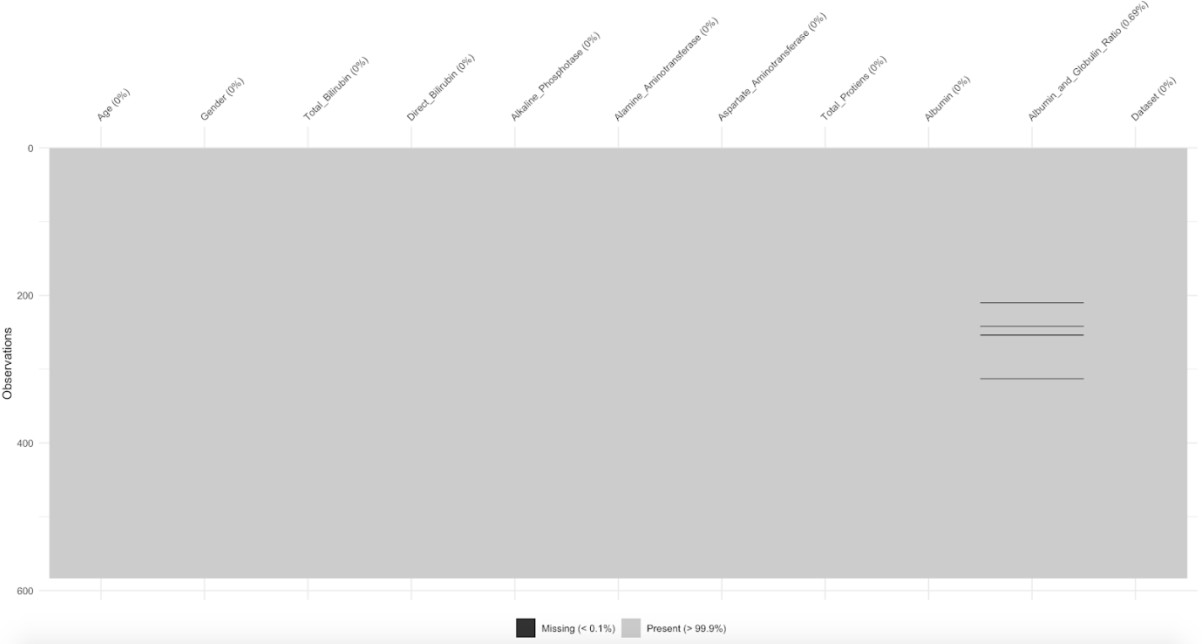 Age (0%)
Gender (0%)
Total_Bilirubin (0%)
Direct_Bilirubin (0%)
Alkaline_Phosphotase (0%)
Alamine_Aminotransferase (0%)
Aspartate_Aminotransferase (0%)
Total_Protiens (0%)
Albumin (0%)
Albumin_and_Globulin_Ratio (0.69%)
Dataset (0%)
0
200
400
600
Observations
Missing (< 0.1%)
Present (> 99.9%)